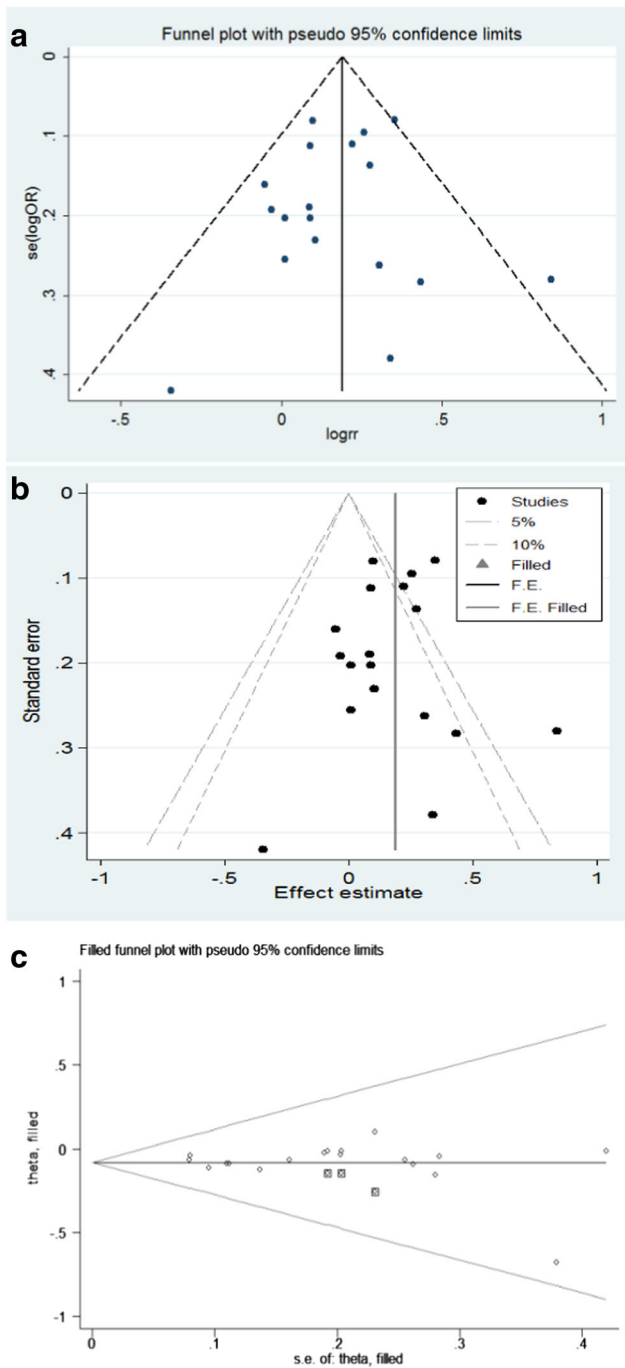 a
Funnel plot with pseudo 95% confidence limits
0
.1
.2
.3
.4
se(logOR)
-.5
0
.5
1
logrr
b
0
.1
.2
.3
.4
Standard error
Studies
5%
10%
Filled
F.E.
F.E. Filled
-1
-.5
0
.5
1
Effect estimate
c
Filled funnel plot with pseudo 95% confidence limits
1
.5
0
-.5
-1
theta, filled
0
.1
.2
.3
.4
s.e. of: theta, filled